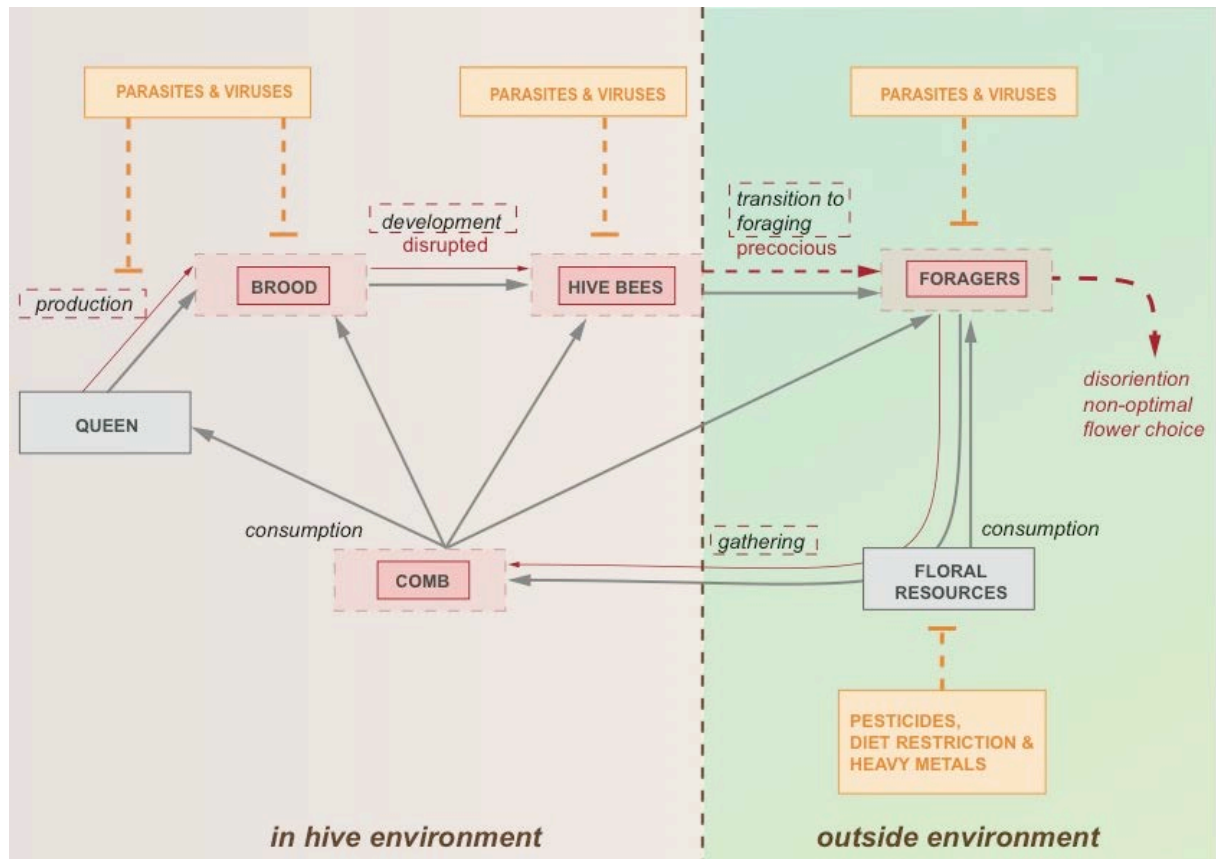 PARASITES & VIRUSES
PARASITES & VIRUSES
PARASITES & VIRUSES
development
disrupted
transition to
foraging
precocious
production
BROOD
HIVE BEES
FORAGERS
QUEEN
disoriention
non-optimal
flower choice
consumption
gathering
consumption
COMB
FLORAL
RESOURCES
PESTICIDES,
DIET RESTRICTION &
HEAVY METALS
in hive environment
outside environment